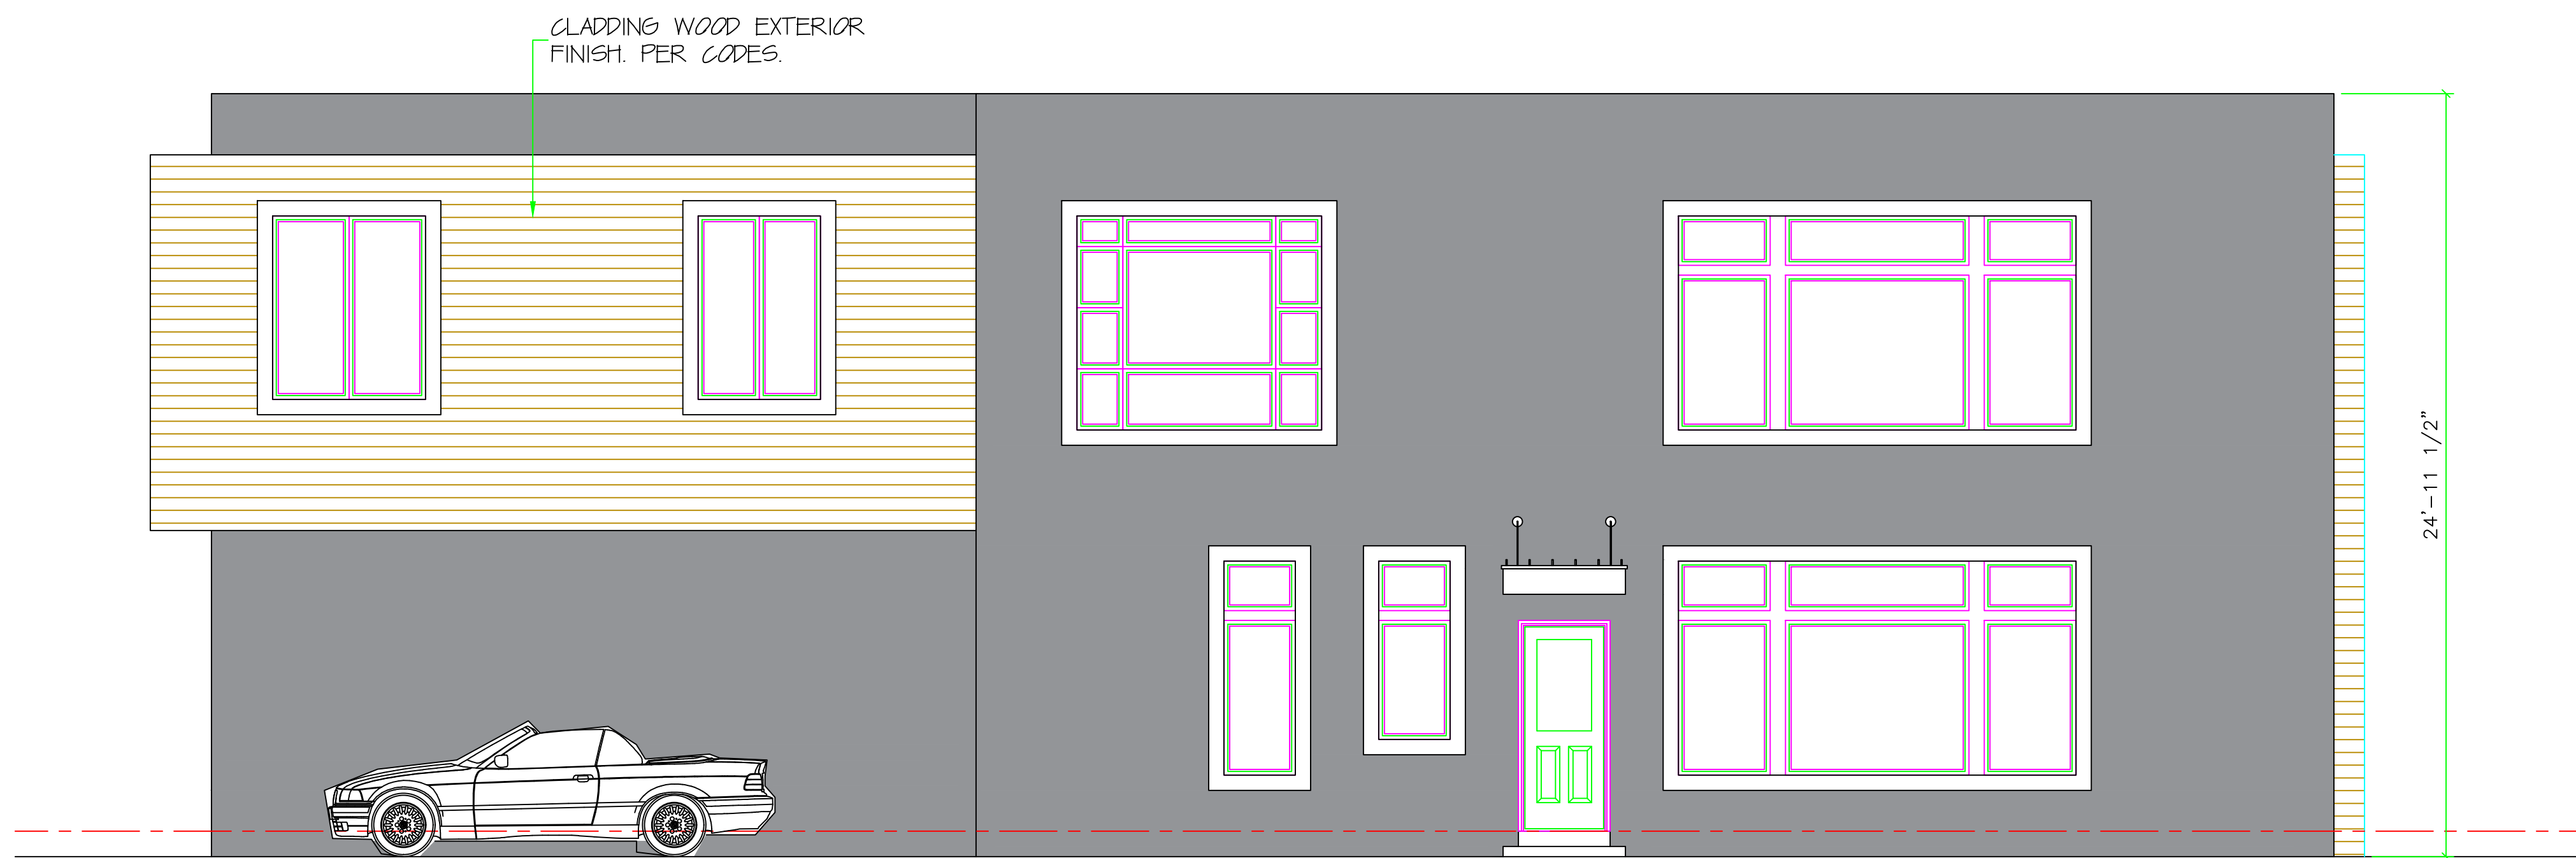 CLADDING WOOD EXTERIOR
FINISH. PER CODES.
24'-11 1/2"